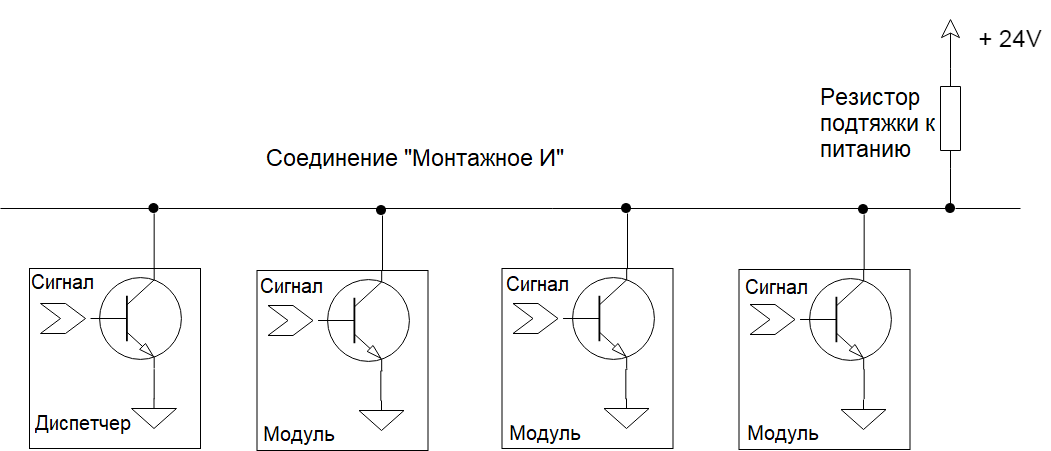 + 24V
Резистор
подтяжки к
питанию
Соединение "Монтажное И"
Сигнал
Сигнал
Сигнал
Сигнал
Диспетчер
Модуль
Модуль
Модуль